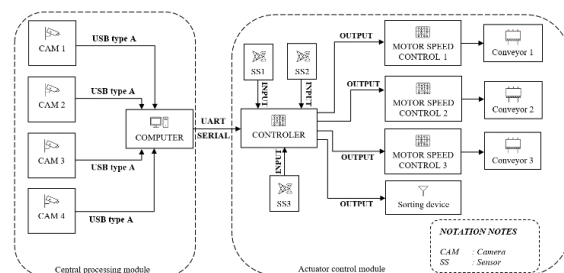 CAM 1
USB type A
CAM 2
USB type A
CAM 3
USB type A
CAM 4
USB type A
COMPUTER
Central processing module
UART
SERIAL
SS1
INPUT
SS2
INPUT
CONTROLER
INPUT
SS3
OUTPUT
MOTOR SPEED
CONTROL 1
Conveyor 1
OUTPUT
MOTOR SPEED
CONTROL 2
Conveyor 2
OUTPUT
MOTOR SPEED
CONTROL 3
Conveyor 3
OUTPUT
Sorting device
NOTATION NOTES
CAM : Camera
SS : Sensor
Actuator control module